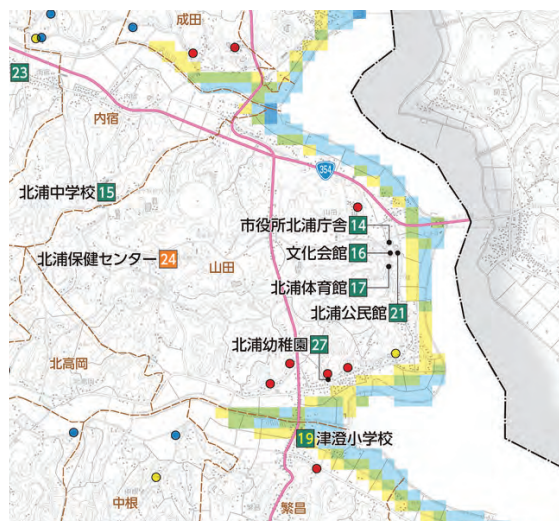 成田
23
内宿
354
北浦中学校 15
市役所北浦庁舎 14
文化会館 16
北浦保健センター 24
山田
北浦体育館 17
北浦公民館 21
北浦幼稚園 27
北高岡
19 津澄小学校
中根
繁昌